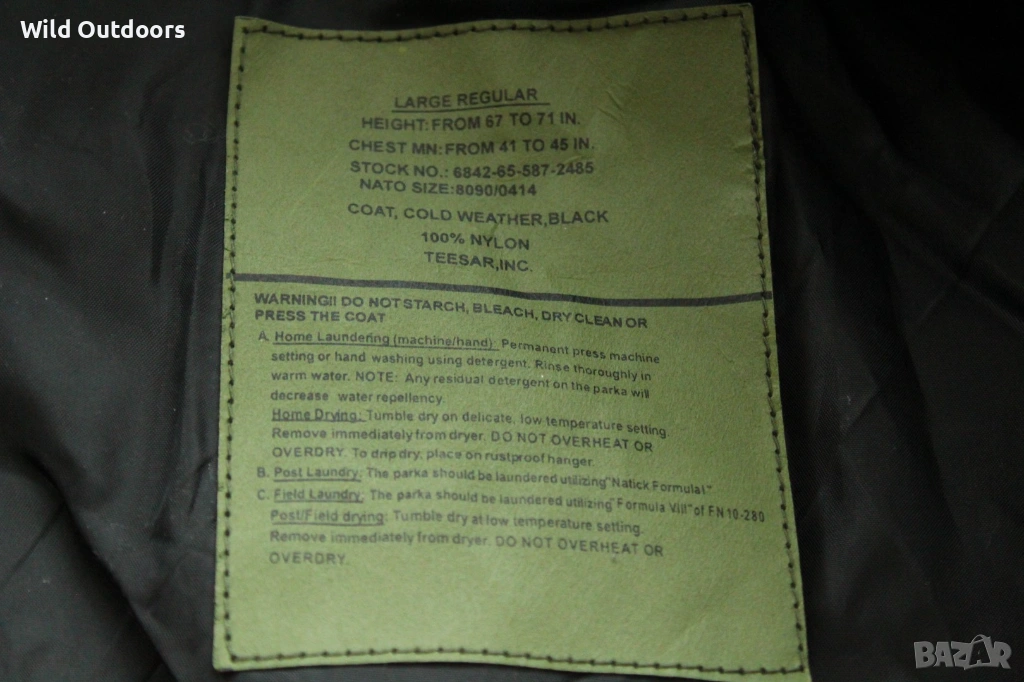 Wild Outdoors
LARGE REGULAR
HEIGHT: FROM 67 TO 71 IN.
CHEST MN: FROM 41 TO 45 IN.
STOCK NO.: 6842-65-587-2485
NATO SIZE:8090/0414
COAT, COLD WEATHER,BLACK
100% NYLON
TEESAR,INC.
WARNING!! DO NOT STARCH, BLEACH, DRY CLEAN OR
PRESS THE COAT
A. Home Laundering (machine/hand): Permanent press machine
setting or hand washing using detergent. Rinse thoroughly in
warm water. NOTE: Any residual detergent on the parka will
decrease water repellency.
Home Drying: Tumble dry on delicate, low temperature setting.
Remove immediately from dryer. DO NOT OVERHEAT OR
OVERDRY. To drip dry, place on rustproof hanger.
B. Post Laundry: The parka should be laundered utilizing "Natick Formula I"
C. Field Laundry: The parka should be laundered utilizing "Formula VIII" of FN 10-280
Post/Field drying: Tumble dry at low temperature setting.
Remove immediately from dryer. DO NOT OVERHEAT OR
OVERDRY.
BAZAR